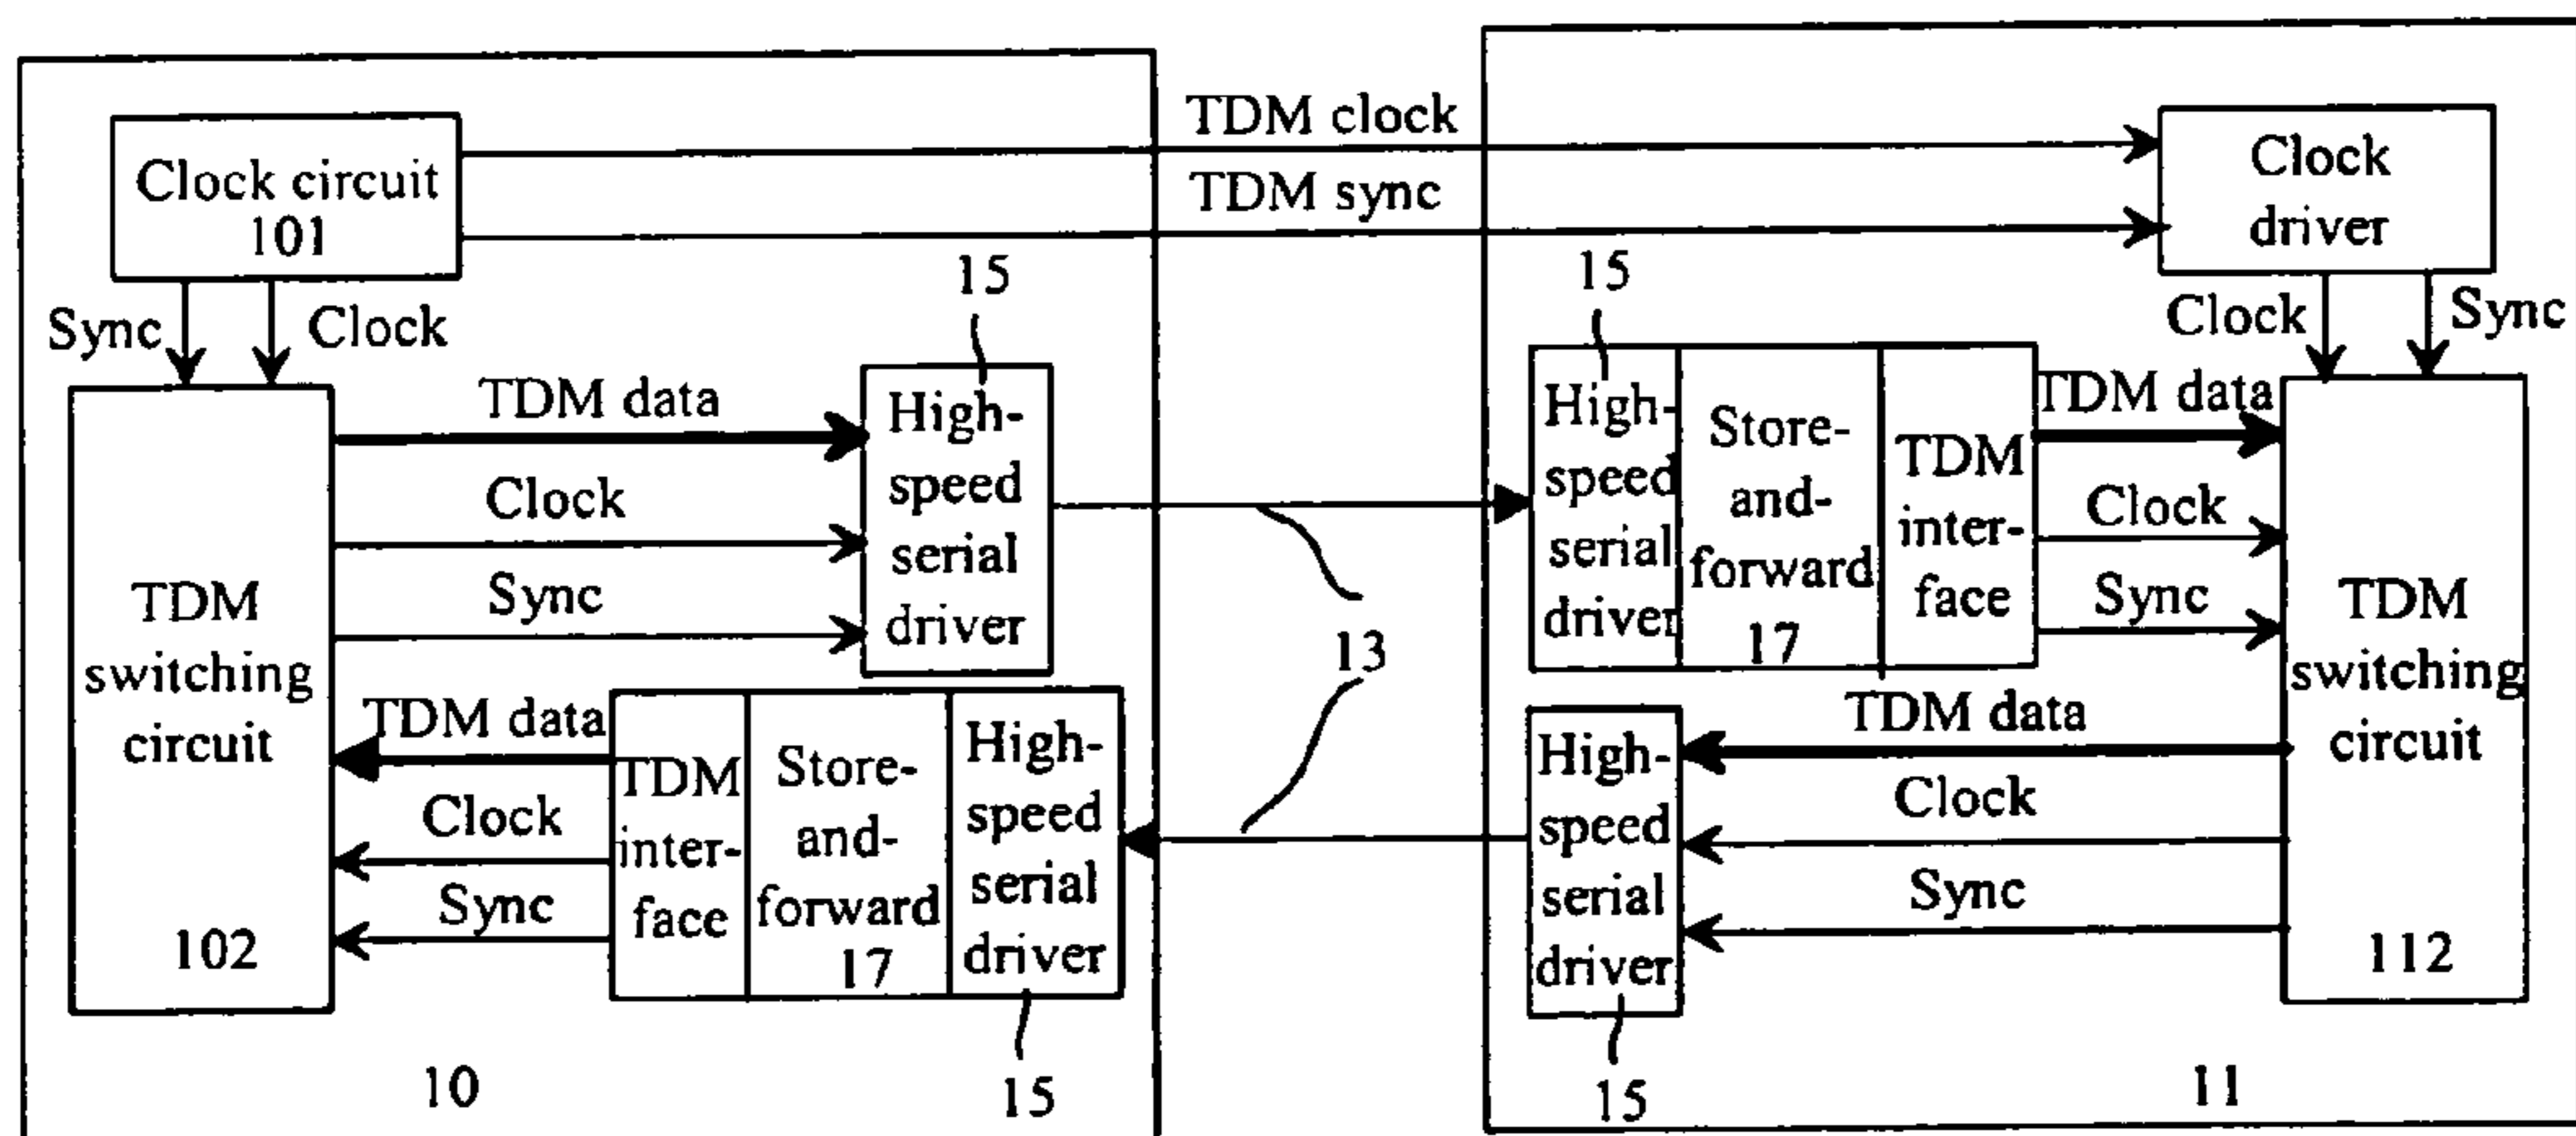 TDM clock
TDM sync
Clock circuit
101
Clock
driver
Sync
Clock
15
15
Clock
Sync
TDM data
Clock
Sync
High-
speed
serial
driver
High-
speed
serial
driver
Store-
and-
forward
17
TDM
inter-
face
TDM data
Clock
Sync
TDM
switching
circuit
102
13
TDM
switching
circuit
112
TDM data
Clock
Sync
TDM
inter-
face
Store-
and-
forward
17
High-
speed
serial
driver
High-
speed
serial
driver
TDM data
Clock
Sync
10
15
15
11